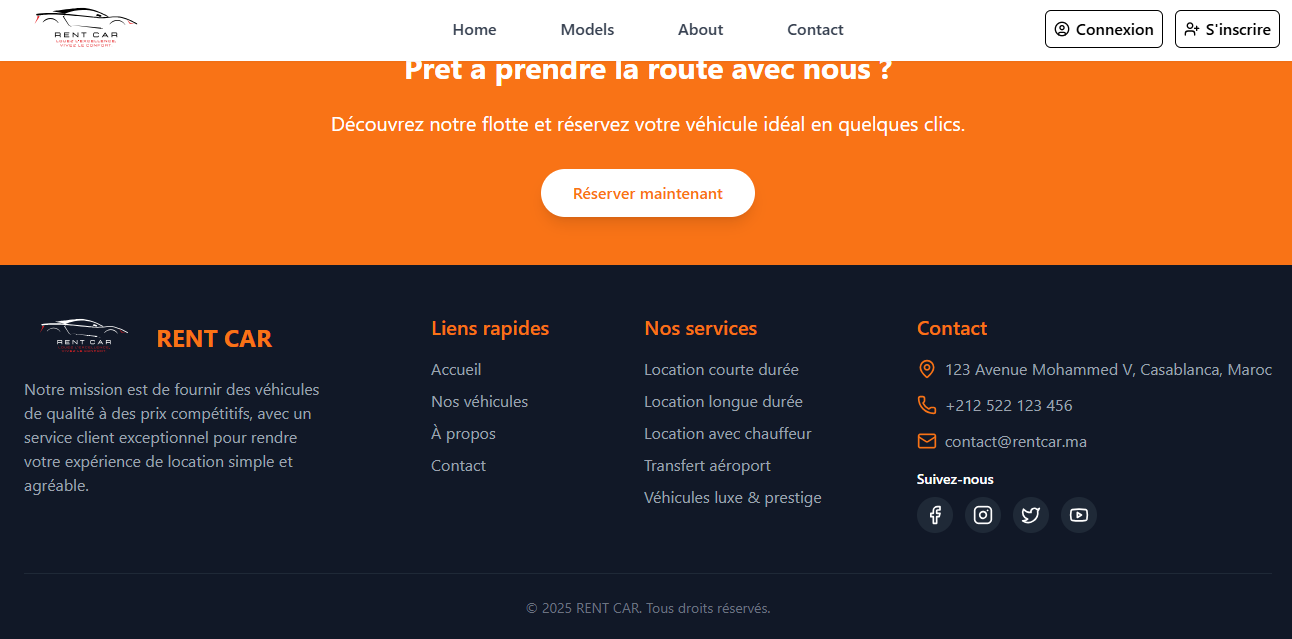 RENT CAR
LOUEZ L'EXCELLENCE,
VIVEZ LE CONFORT
Home
Models
About
Contact
Connexion
S'inscrire
Prêt à prendre la route avec nous ?
Découvrez notre flotte et réservez votre véhicule idéal en quelques clics.
Réserver maintenant
RENT CAR
RENT CAR
Notre mission est de fournir des véhicules
de qualité à des prix compétitifs, avec un
service client exceptionnel pour rendre
votre expérience de location simple et
agréable.
Liens rapides
Accueil
Nos véhicules
À propos
Contact
Nos services
Location courte durée
Location longue durée
Location avec chauffeur
Transfert aéroport
Véhicules luxe & prestige
Contact
123 Avenue Mohammed V, Casablanca, Maroc
+212 522 123 456
contact@rentcar.ma
Suivez-nous
© 2025 RENT CAR. Tous droits réservés.